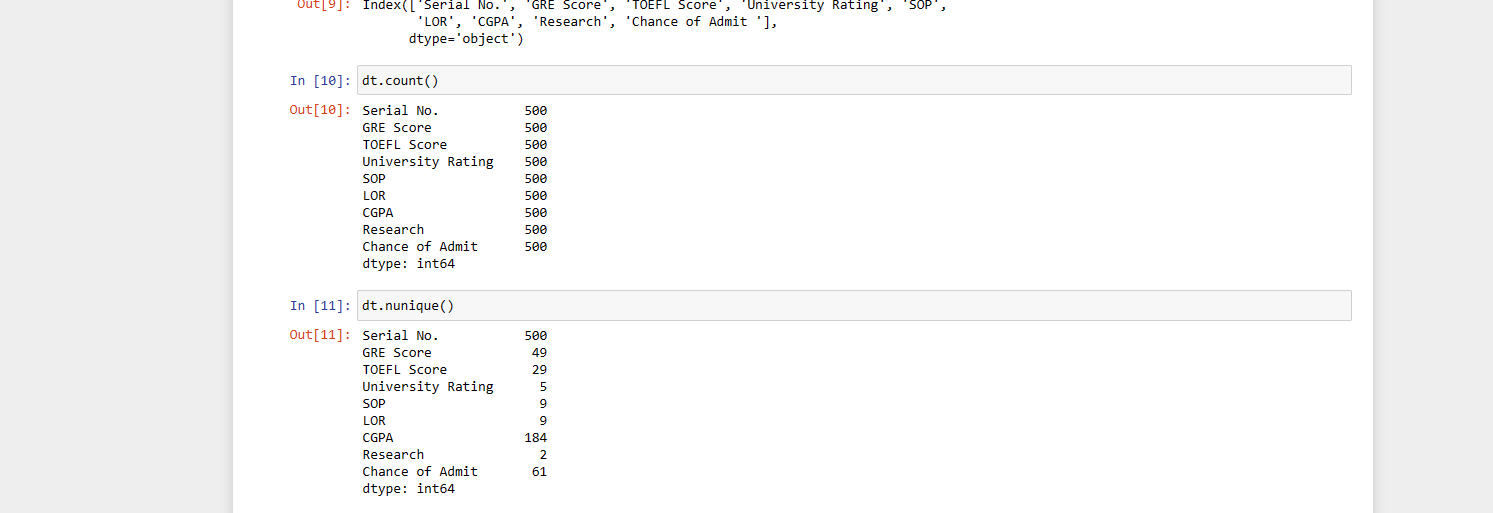 Out[9]: Index(['Serial No.', 'GRE Score', 'TOEFL Score', 'University Rating', 'SOP',
'LOR', 'CGPA', 'Research', 'Chance of Admit '],
dtype='object')
In [10]: dt.count()
Out[10]: Serial No. 500
GRE Score 500
TOEFL Score 500
University Rating 500
SOP 500
LOR 500
CGPA 500
Research 500
Chance of Admit 500
dtype: int64
In [11]: dt.nunique()
Out[11]: Serial No. 500
GRE Score 49
TOEFL Score 29
University Rating 5
SOP 9
LOR 9
CGPA 184
Research 2
Chance of Admit 61
dtype: int64